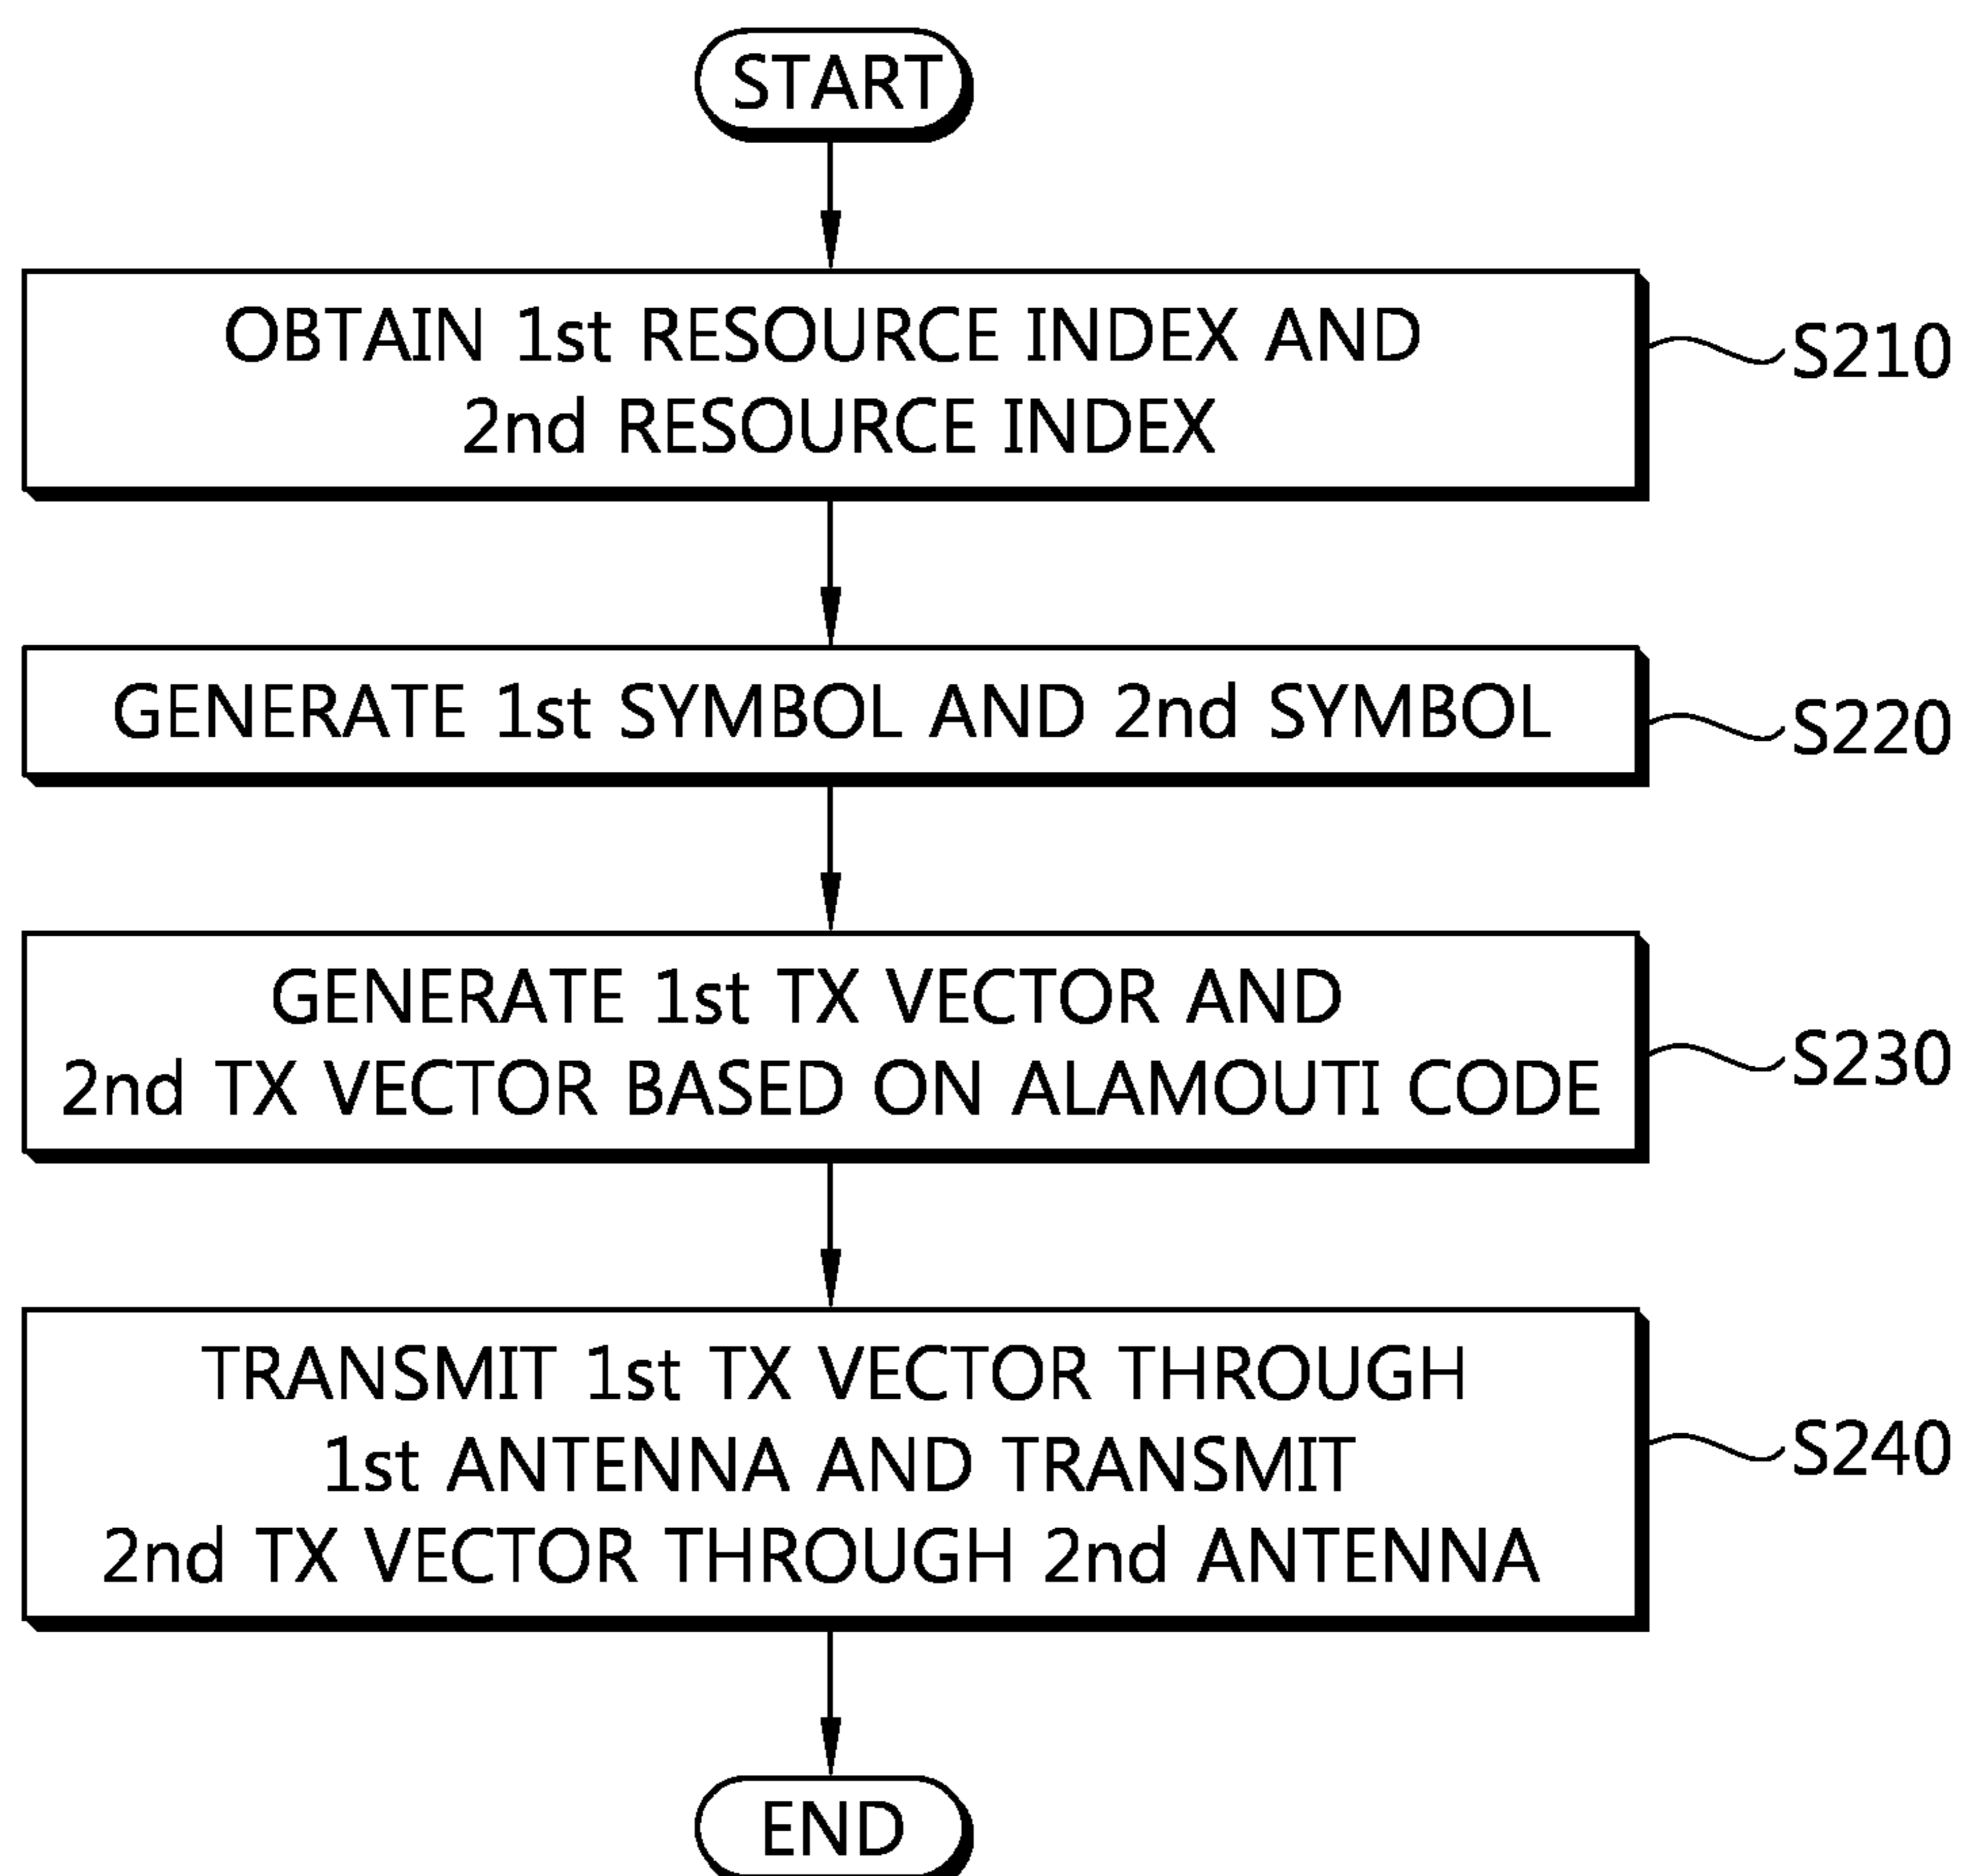 START
OBTAIN 1st RESOURCE INDEX AND
2nd RESOURCE INDEX
S210
GENERATE 1st SYMBOL AND 2nd SYMBOL
S220
GENERATE 1st TX VECTOR AND
2nd TX VECTOR BASED ON ALAMOUTI CODE
S230
TRANSMIT 1st TX VECTOR THROUGH
1st ANTENNA AND TRANSMIT
2nd TX VECTOR THROUGH 2nd ANTENNA
S240
END